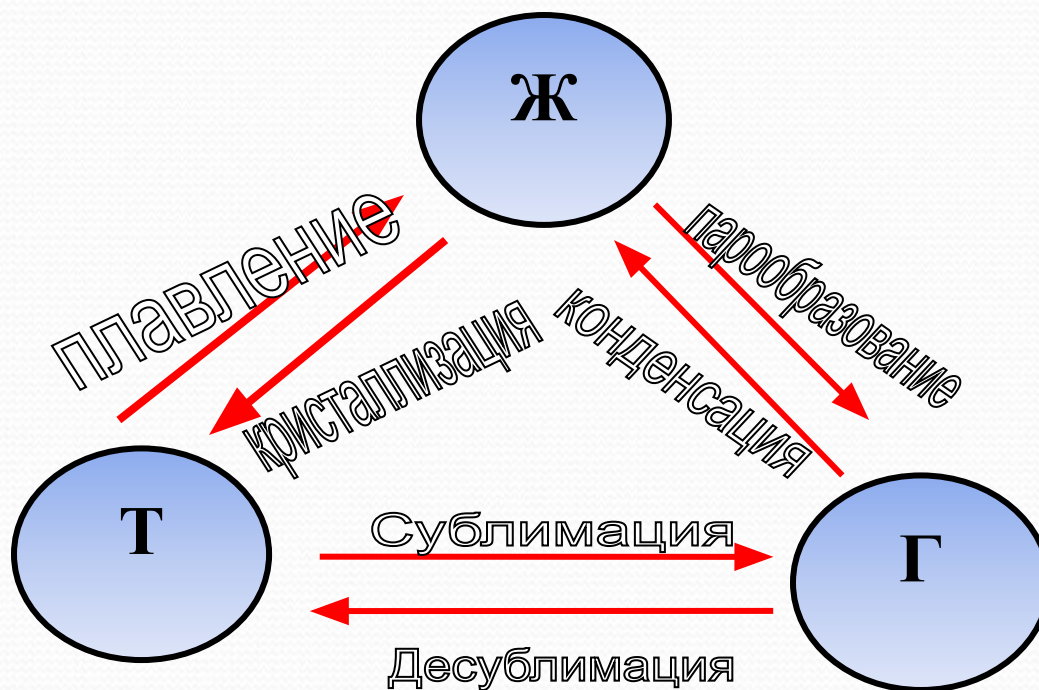 Ж
плавление
парообразование
кристаллизация
конденсация
Т
Г
Сублимация
Десублимация